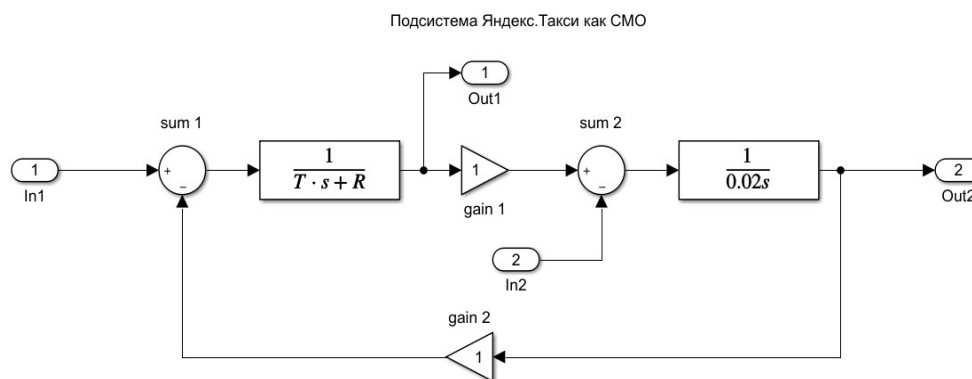 Подсистема Яндекс.Такси как СМО
1
Out1
sum 1
sum 2
1
In1
+
−
1
T · s + R
1
gain 1
+
−
1
0.02s
2
Out2
2
In2
gain 2
1